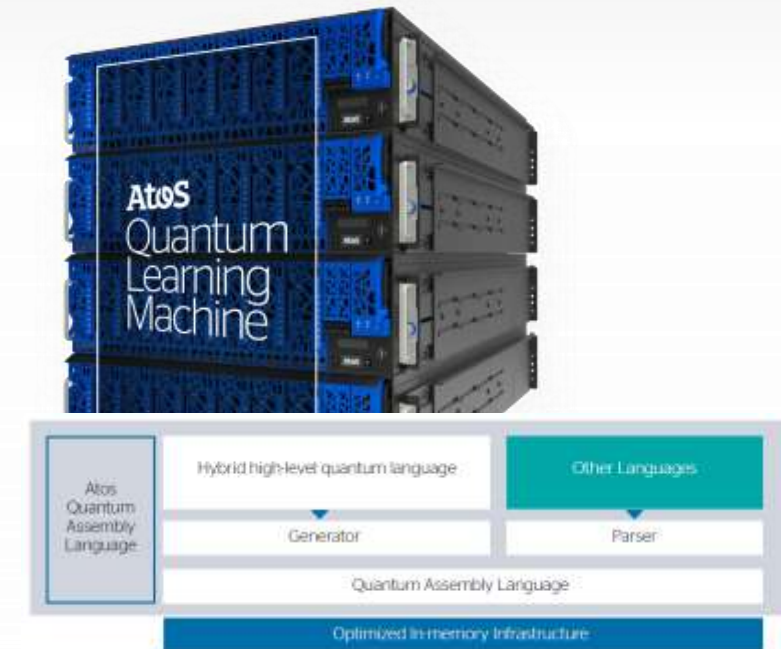 Atos
Quantum
Learning
Machine
Atos
Quantum
Assembly
Language
Hybrid high-level quantum language
Other Languages
Generator
Parser
Quantum Assembly Language
Optimized In-memory Infrastructure